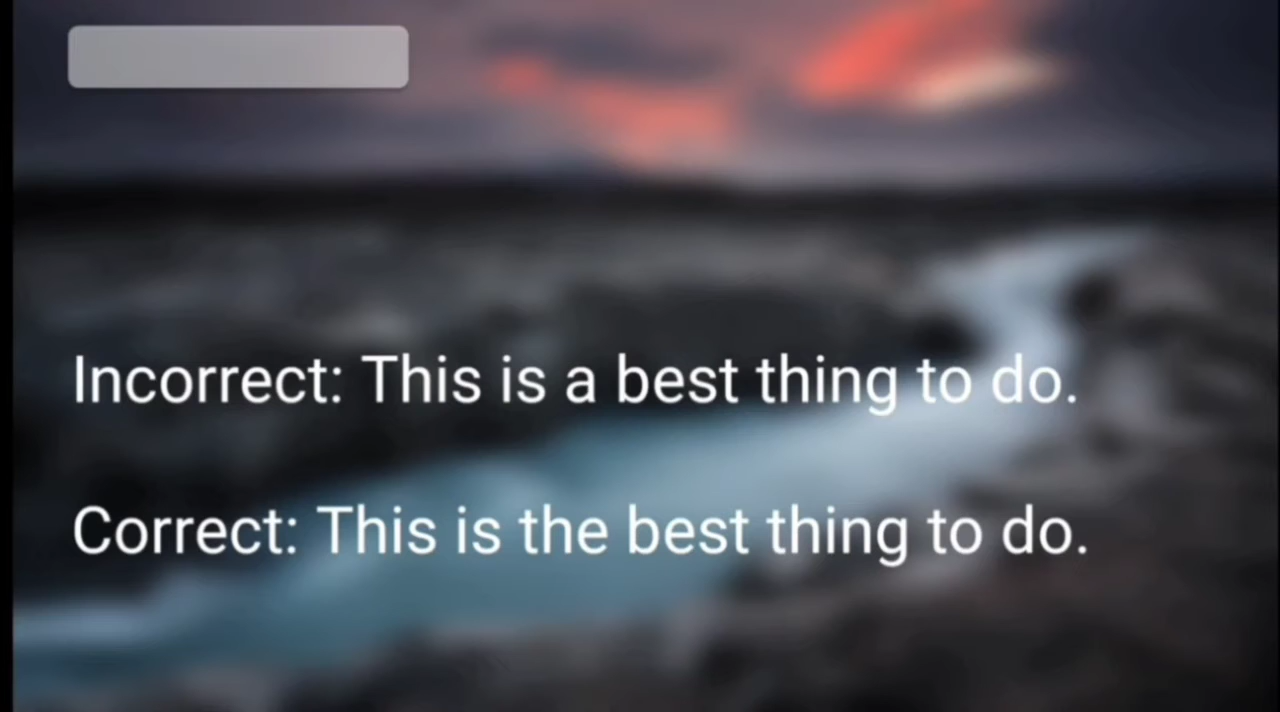 Incorrect: This is a best thing to do.
Correct: This is the best thing to do.